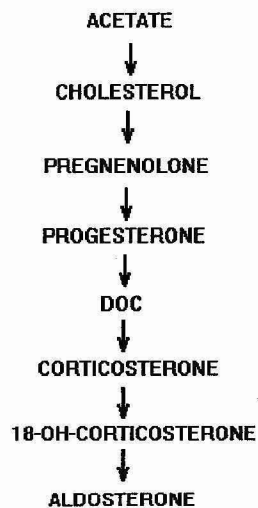 ACETATE
CHOLESTEROL
PREGNENOLONE
PROGESTERONE
DOC
CORTICOSTERONE
18-OH-CORTICOSTERONE
ALDOSTERONE